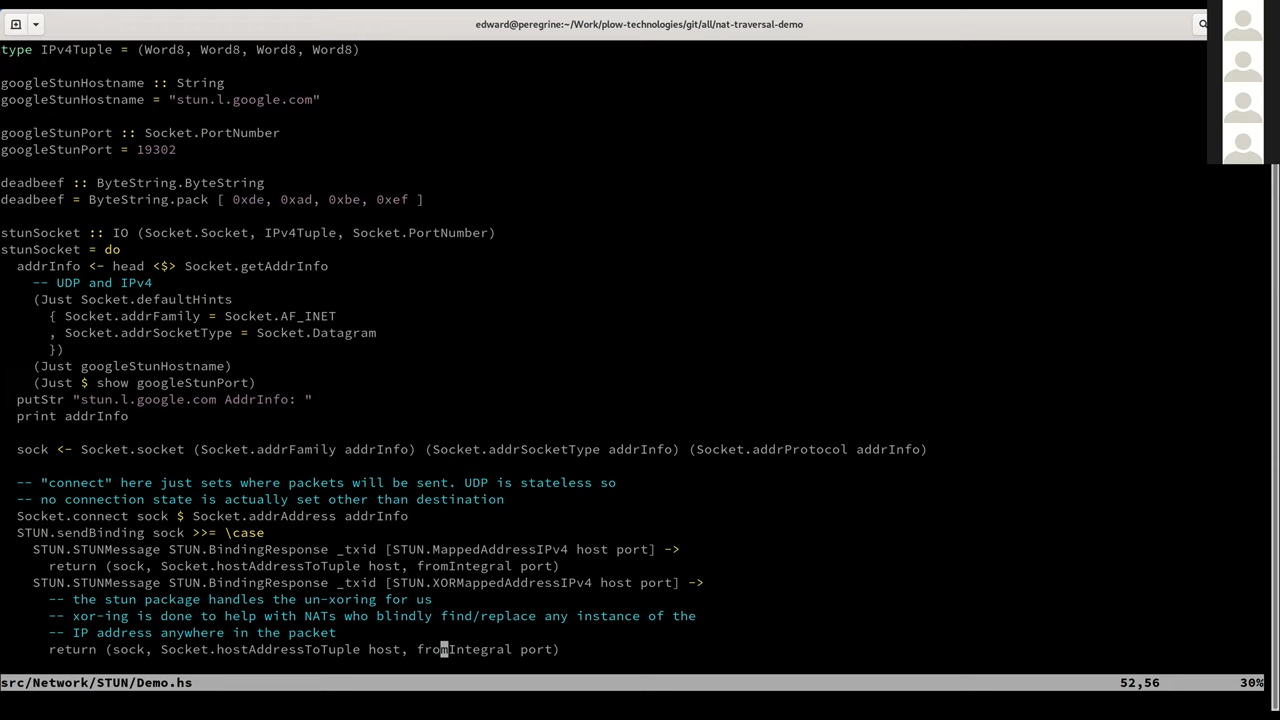 edward@peregrine:~/Work/plow-technologies/git/all/nat-traversal-demo
type IPv4Tuple = (Word8, Word8, Word8, Word8)
googleStunHostname :: String
googleStunHostname = "stun.l.google.com"
googleStunPort :: Socket.PortNumber
googleStunPort = 19302
deadbeef :: ByteString.ByteString
deadbeef = ByteString.pack [ 0xde, 0xad, 0xbe, 0xef ]
stunSocket :: IO (Socket.Socket, IPv4Tuple, Socket.PortNumber)
stunSocket = do
  addrInfo <- head <$> Socket.getAddrInfo
    -- UDP and IPv4
    (Just Socket.defaultHints
      { Socket.addrFamily = Socket.AF_INET
      , Socket.addrSocketType = Socket.Datagram
      })
    (Just googleStunHostname)
    (Just $ show googleStunPort)
  putStr "stun.l.google.com AddrInfo: "
  print addrInfo
  sock <- Socket.socket (Socket.addrFamily addrInfo) (Socket.addrSocketType addrInfo) (Socket.addrProtocol addrInfo)
  -- "connect" here just sets where packets will be sent. UDP is stateless so
  -- no connection state is actually set other than destination
  Socket.connect sock $ Socket.addrAddress addrInfo
  STUN.sendBinding sock >>= \case
    STUN.STUNMessage STUN.BindingResponse _txid [STUN.MappedAddressIPv4 host port] ->
      return (sock, Socket.hostAddressToTuple host, fromIntegral port)
    STUN.STUNMessage STUN.BindingResponse _txid [STUN.XORMappedAddressIPv4 host port] ->
      -- the stun package handles the un-xoring for us
      -- xor-ing is done to help with NATs who blindly find/replace any instance of the
      -- IP address anywhere in the packet
      return (sock, Socket.hostAddressToTuple host, fromIntegral port)
src/Network/STUN/Demo.hs 52,56 30%